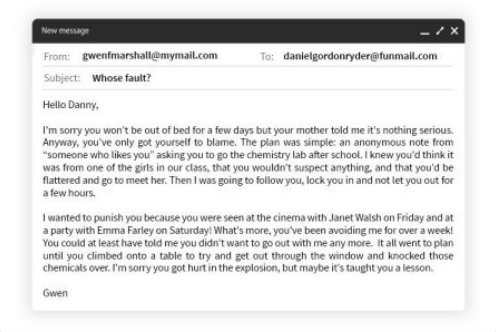 New message
From: gwenfmarshall@mymail.com To: danielgordonryder@funmail.com
Subject: Whose fault?
Hello Danny,
I'm sorry you won't be out of bed for a few days but your mother told me it's nothing serious.
Anyway, you've only got yourself to blame. The plan was simple: an anonymous note from
"someone who likes you" asking you to go the chemistry lab after school. I knew you'd think it
was from one of the girls in our class, that you wouldn't suspect anything, and that you'd be
flattered and go to meet her. Then I was going to follow you, lock you in and not let you out for
a few hours.
I wanted to punish you because you were seen at the cinema with Janet Walsh on Friday and at
a party with Emma Farley on Saturday! What's more, you've been avoiding me for over a week!
You could at least have told me you didn't want to go out with me any more. It all went to plan
until you climbed onto a table to try and get out through the window and knocked those
chemicals over. I'm sorry you got hurt in the explosion, but maybe it's taught you a lesson.
Gwen